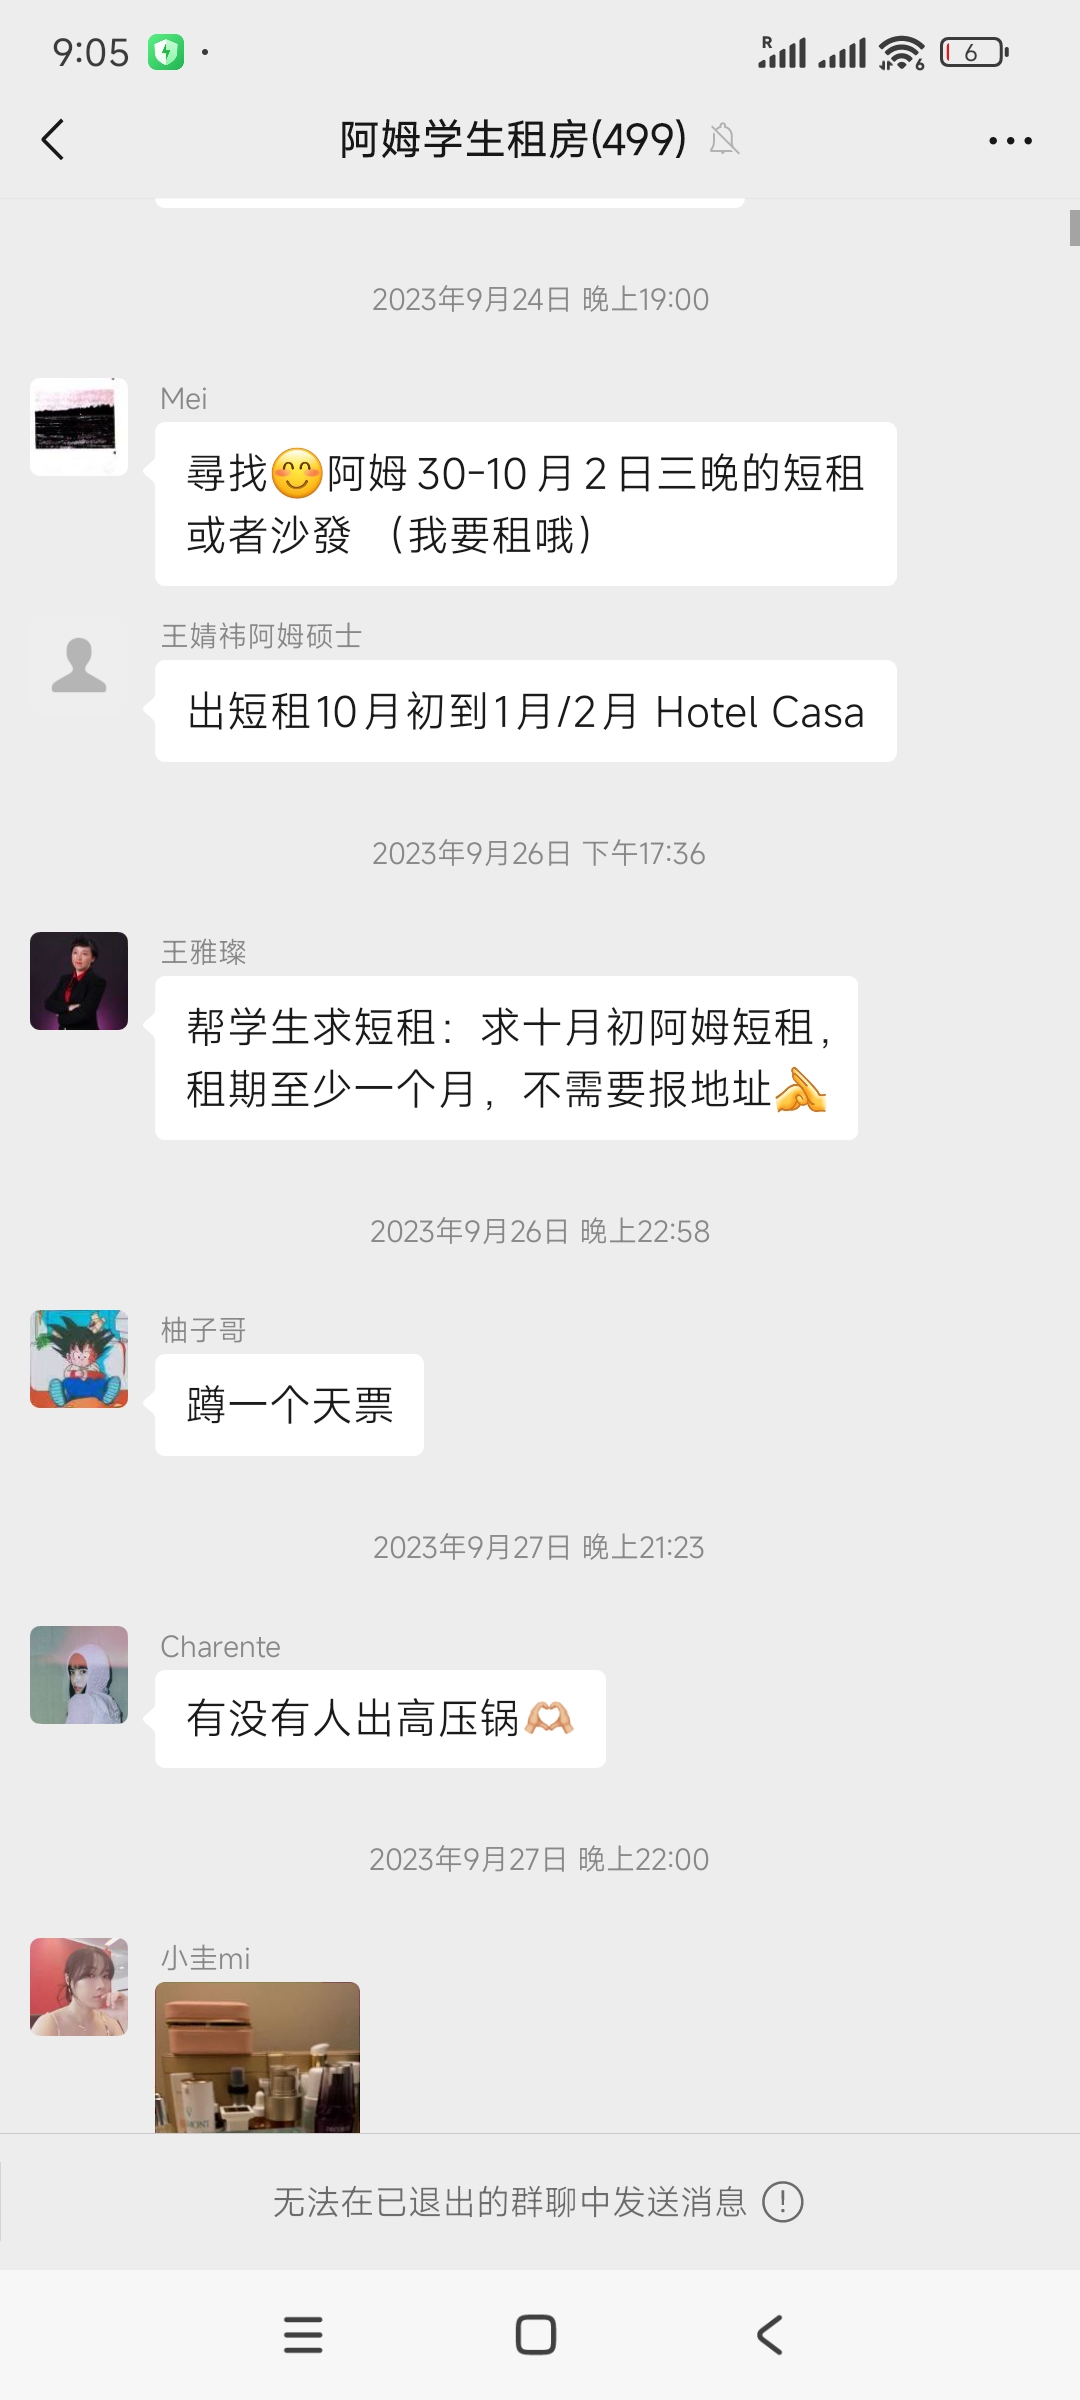 9:05
R
6
6
阿姆学生租房(499)
2023年9月24日 晚上19:00
Mei
尋找😊阿姆30-10月2日三晚的短租
或者沙發 （我要租哦）
王婧祎阿姆硕士
出短租10月初到1月/2月 Hotel Casa
2023年9月26日 下午17:36
王雅璨
帮学生求短租：求十月初阿姆短租，
租期至少一个月，不需要报地址
2023年9月26日 晚上22:58
柚子哥
蹲一个天票
2023年9月27日 晚上21:23
Charente
有没有人出高压锅🫶🏻
2023年9月27日 晚上22:00
小圭mi
无法在已退出的群聊中发送消息